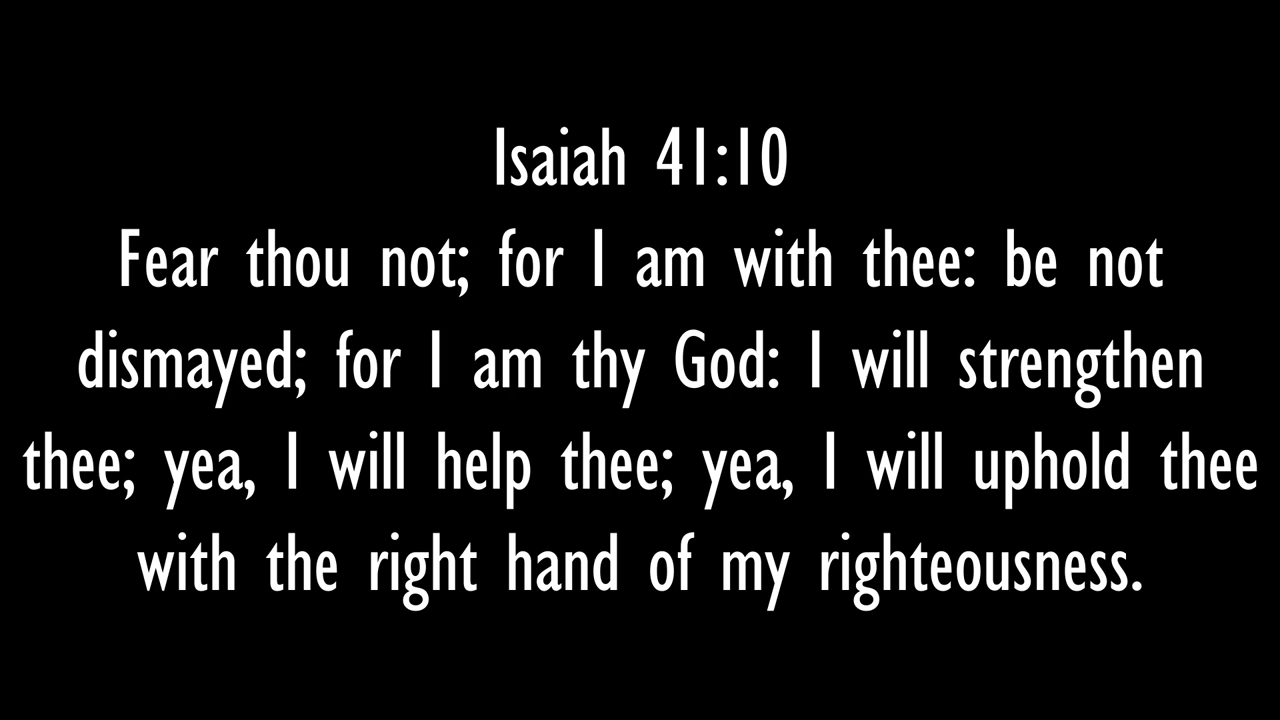 Isaiah 41:10
Fear thou not; for I am with thee: be not
dismayed; for I am thy God: I will strengthen
thee; yea, I will help thee; yea, I will uphold thee
with the right hand of my righteousness.